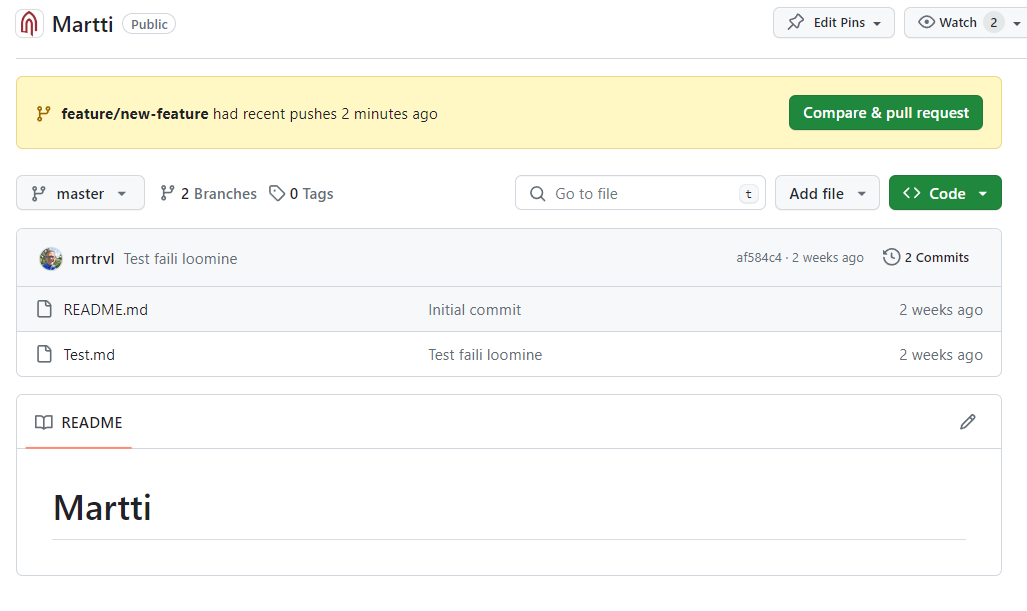 Martti Public Edit Pins Watch 2
feature/new-feature had recent pushes 2 minutes ago Compare & pull request
master 2 Branches 0 Tags Go to file t Add file Code
mrtrvl Test faili loomine af584c4 · 2 weeks ago 2 Commits
README.md Initial commit 2 weeks ago
Test.md Test faili loomine 2 weeks ago
README
Martti